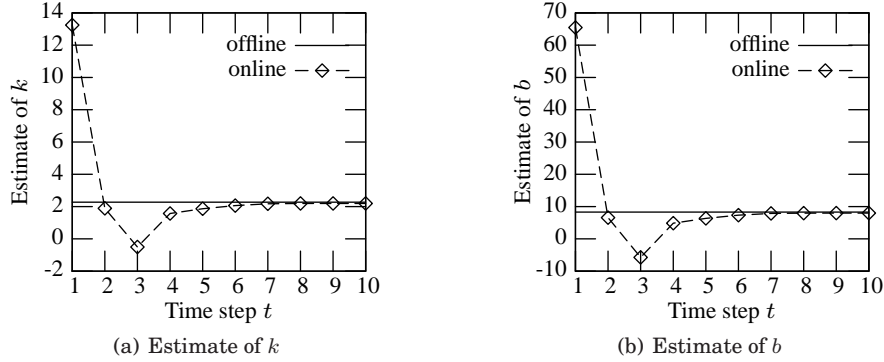 14
12
10
8
6
4
2
0
-2
Estimate of k
offline
online
1 2 3 4 5 6 7 8 9 10
Time step t
(a) Estimate of k
70
60
50
40
30
20
10
0
-10
Estimate of b
offline
online
1 2 3 4 5 6 7 8 9 10
Time step t
(b) Estimate of b